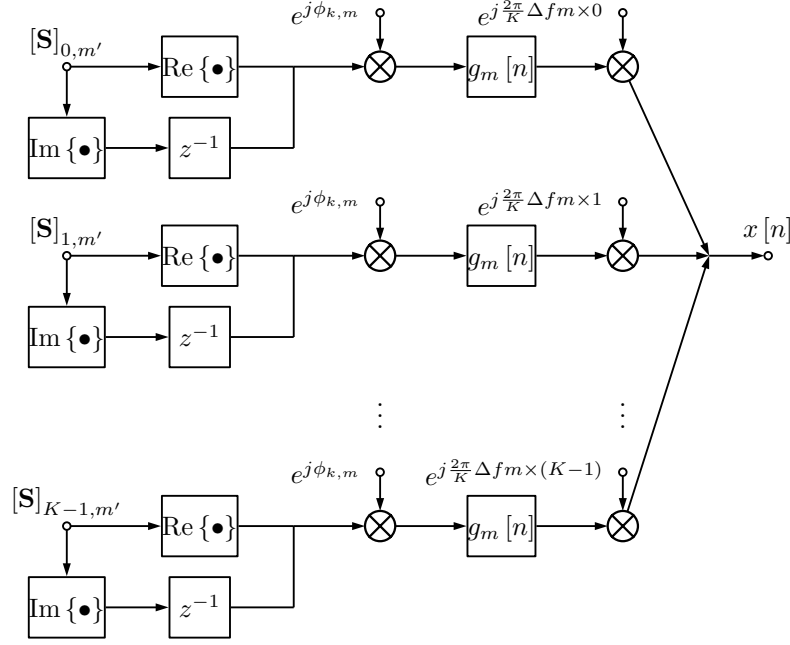 e^{jϕ_{k,m}} e^{j\frac{2π}{K}Δfm×0}
[S]_{0,m′}
Re {●} g_m [n]
Im {●} z^{−1}
e^{jϕ_{k,m}} e^{j\frac{2π}{K}Δfm×1}
[S]_{1,m′} x [n]
Re {●} g_m [n]
Im {●} z^{−1}
⋮ ⋮
e^{jϕ_{k,m}} e^{j\frac{2π}{K}Δfm×(K−1)}
[S]_{K−1,m′}
Re {●} g_m [n]
Im {●} z^{−1}